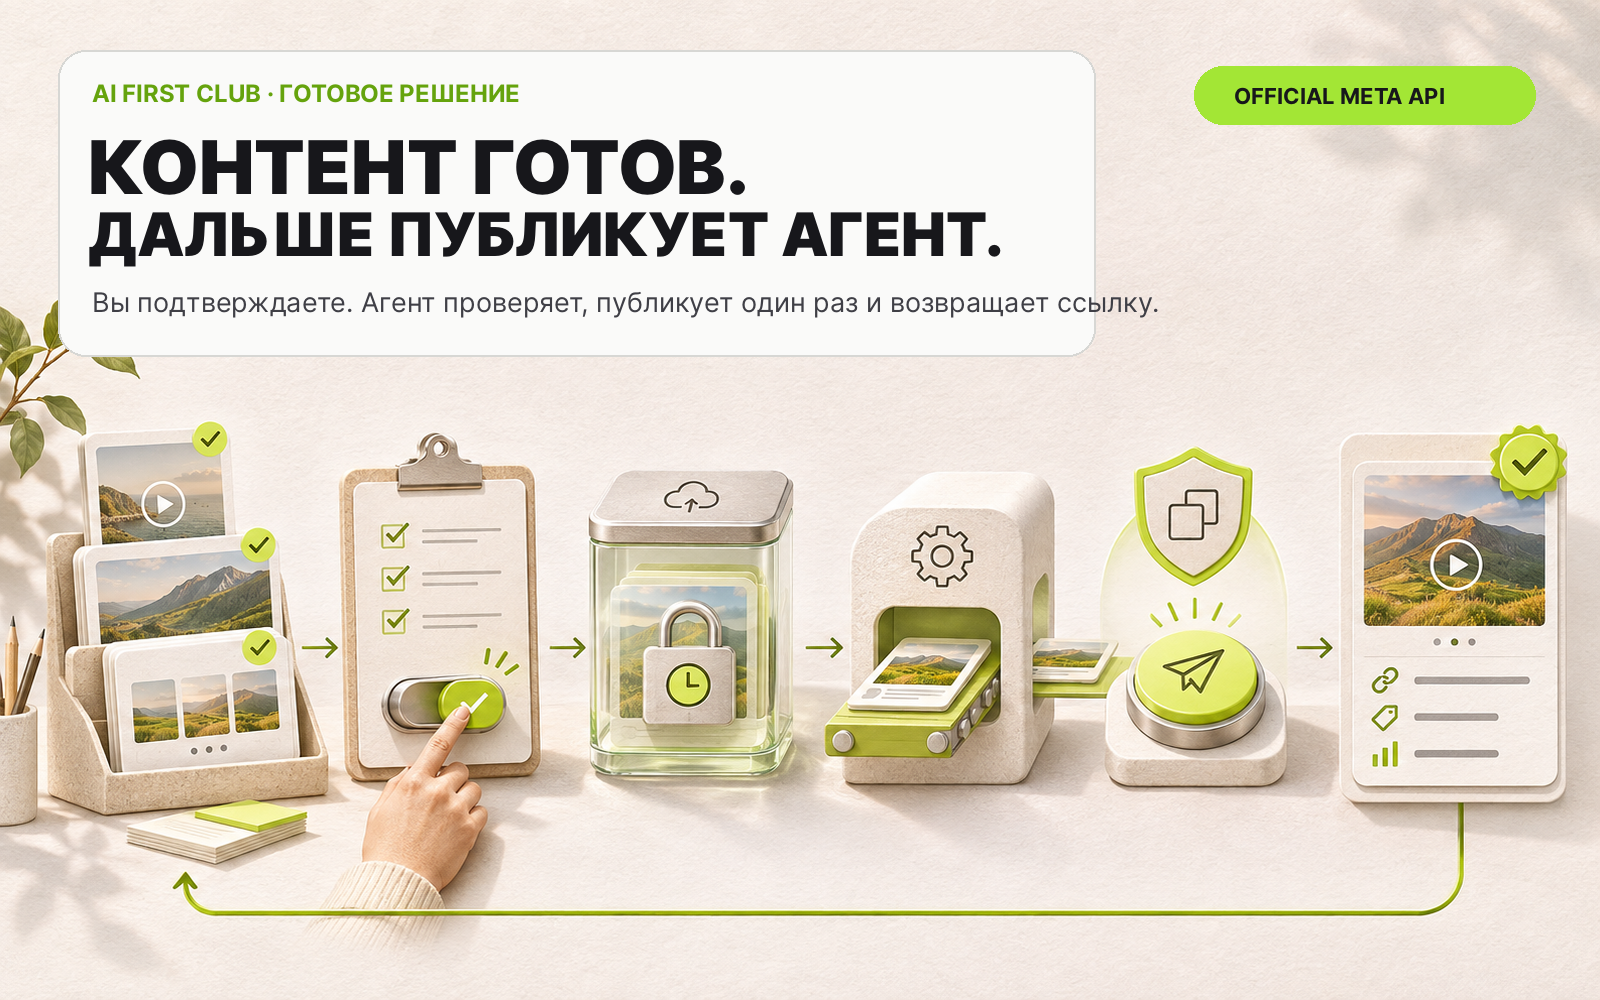 AI FIRST CLUB · ГОТОВОЕ РЕШЕНИЕ
OFFICIAL META API
КОНТЕНТ ГОТОВ.
ДАЛЬШЕ ПУБЛИКУЕТ АГЕНТ.
Вы подтверждаете. Агент проверяет, публикует один раз и возвращает ссылку.